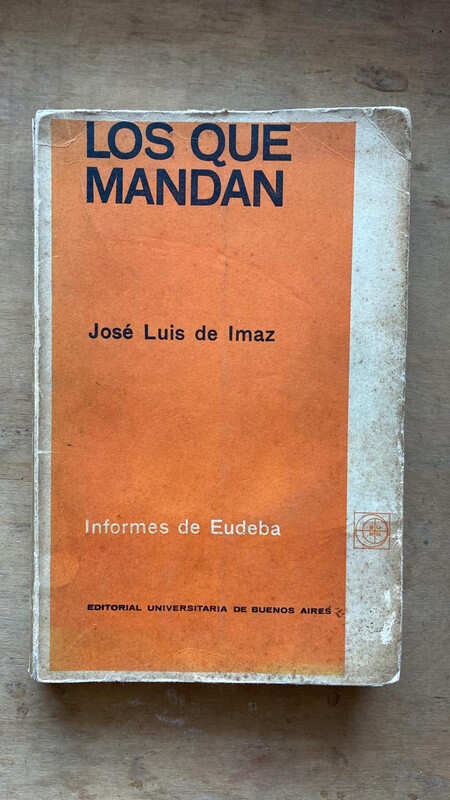 LOS QUE
MANDAN
José Luis de Imaz
Informes de Eudeba
EDITORIAL UNIVERSITARIA DE BUENOS AIRES